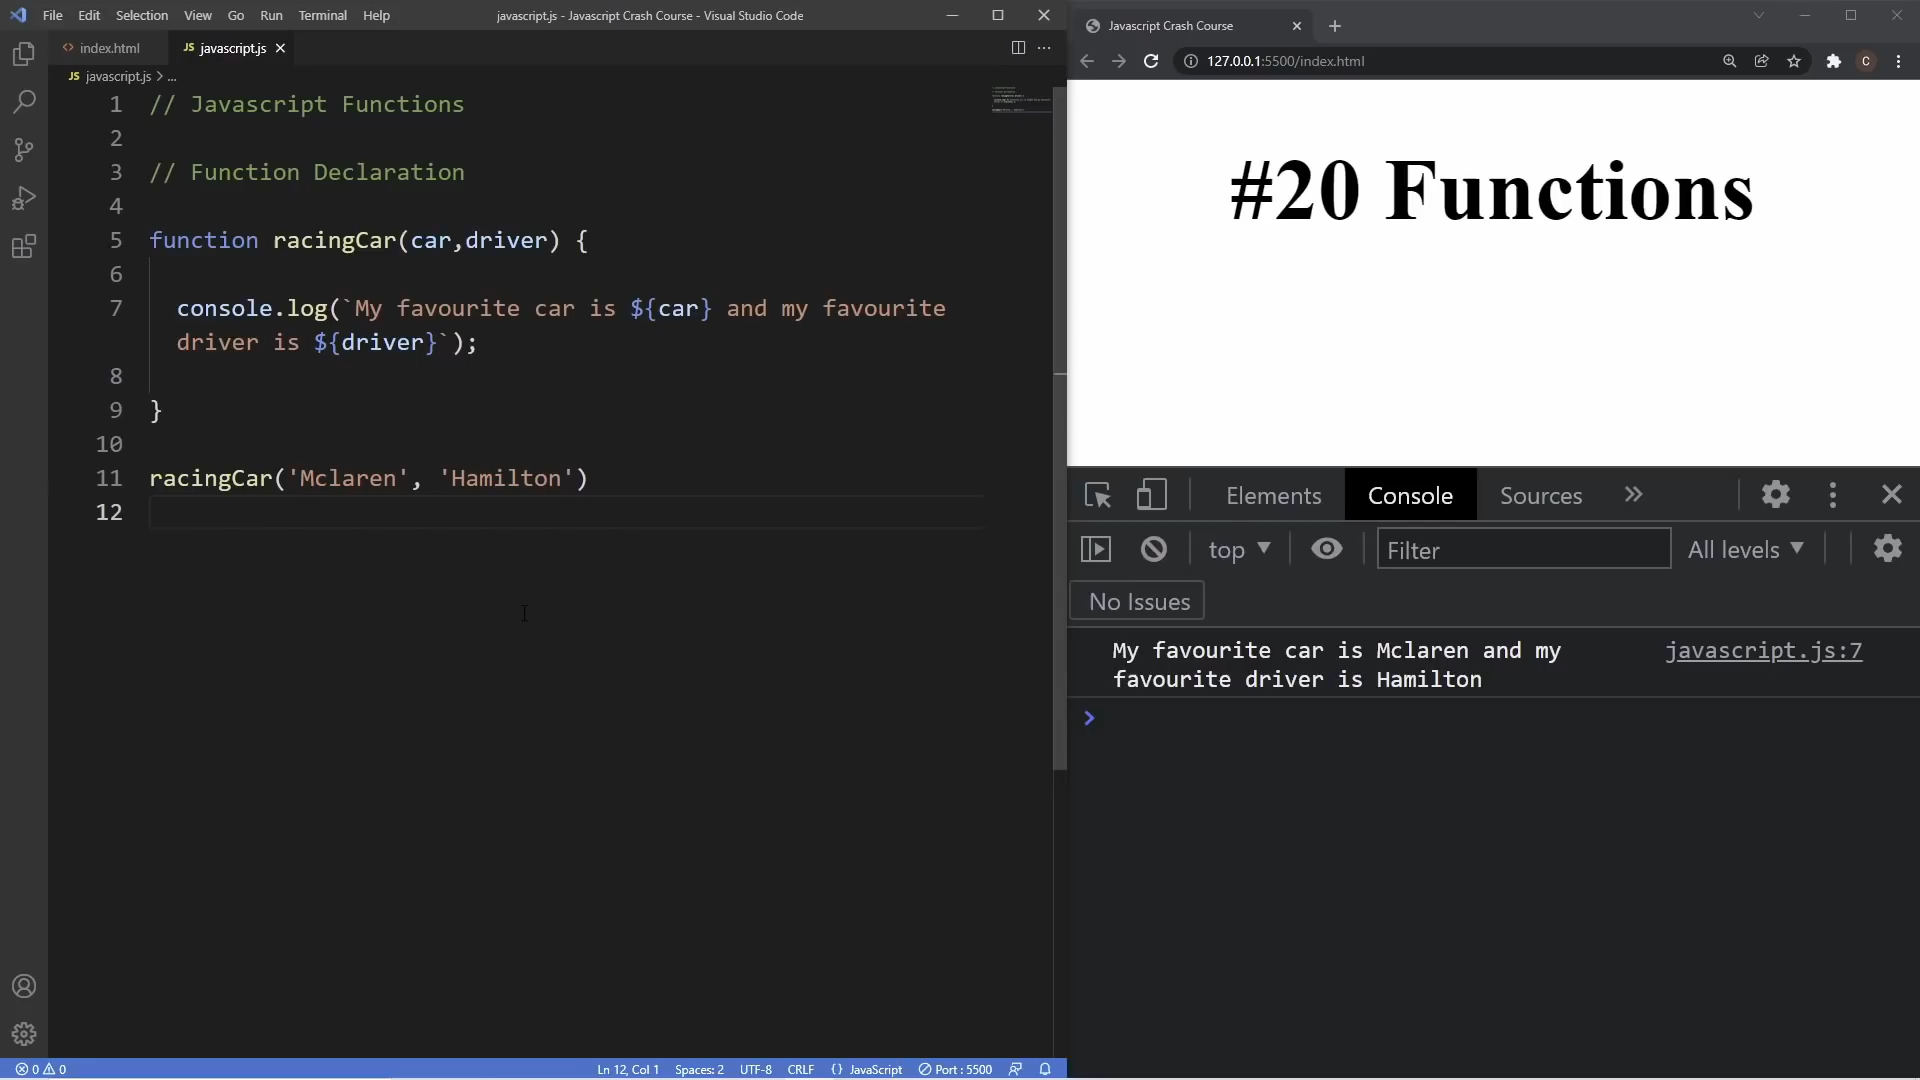 File Edit Selection View Go Run Terminal Help javascript.js - Javascript Crash Course - Visual Studio Code
index.html JS javascript.js
JS javascript.js > ...
1 // Javascript Functions
2
3 // Function Declaration
4
5 function racingCar(car,driver) {
6
7 console.log(`My favourite car is ${car} and my favourite
driver is ${driver}`);
8
9 }
10
11 racingCar('Mclaren', 'Hamilton')
12
0 0 Ln 12, Col 1 Spaces: 2 UTF-8 CRLF {} JavaScript Port : 5500
Javascript Crash Course
127.0.0.1:5500/index.html C
#20 Functions
Elements Console Sources
top Filter All levels
No Issues
My favourite car is Mclaren and my javascript.js:7
favourite driver is Hamilton